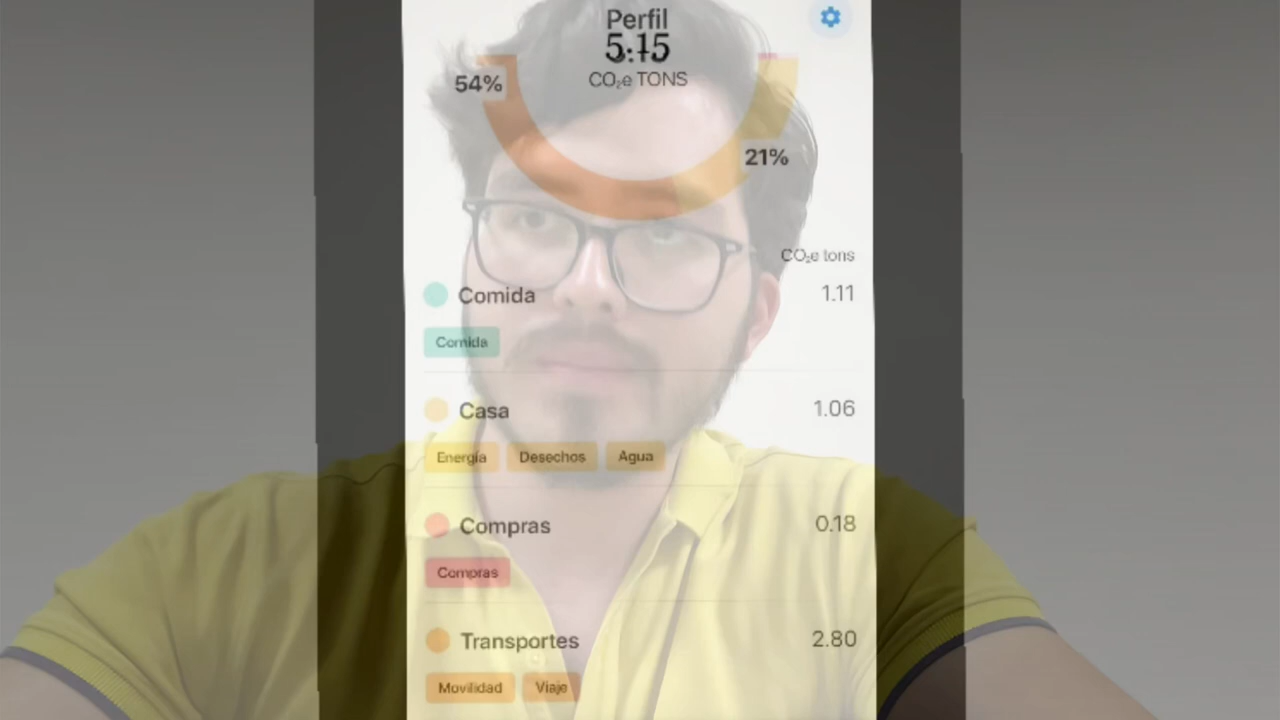 Perfil
5.15
CO₂e TONS
54%
21%
CO₂e tons
Comida 1.11
Comida
Casa 1.06
Energía Desechos Agua
Compras 0.18
Compras
Transportes 2.80
Movilidad Viaje